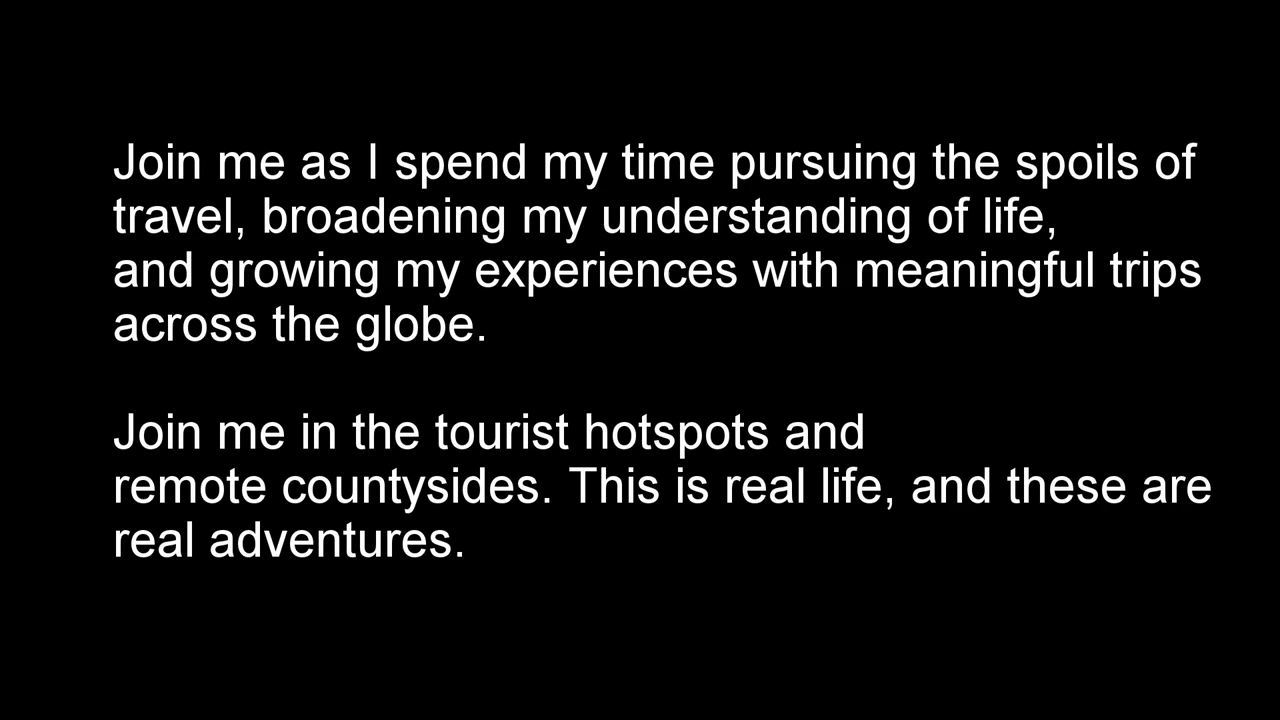 Join me as I spend my time pursuing the spoils of
travel, broadening my understanding of life,
and growing my experiences with meaningful trips
across the globe.
Join me in the tourist hotspots and
remote countysides. This is real life, and these are
real adventures.